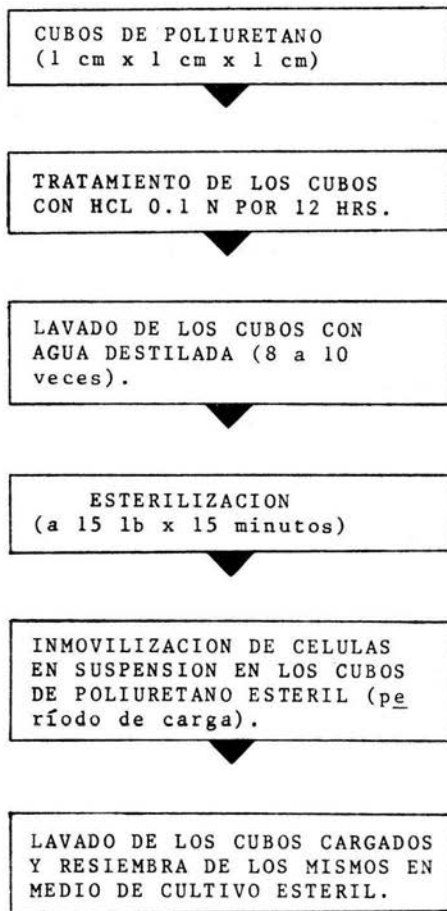 CUBOS DE POLIURETANO
(1 cm x 1 cm x 1 cm)
TRATAMIENTO DE LOS CUBOS
CON HCL 0.1 N POR 12 HRS.
LAVADO DE LOS CUBOS CON
AGUA DESTILADA (8 a 10
veces).
ESTERILIZACION
(a 15 lb x 15 minutos)
INMOVILIZACION DE CELULAS
EN SUSPENSION EN LOS CUBOS
DE POLIURETANO ESTERIL (pe
ríodo de carga).
LAVADO DE LOS CUBOS CARGADOS
Y RESIEMBRA DE LOS MISMOS EN
MEDIO DE CULTIVO ESTERIL.